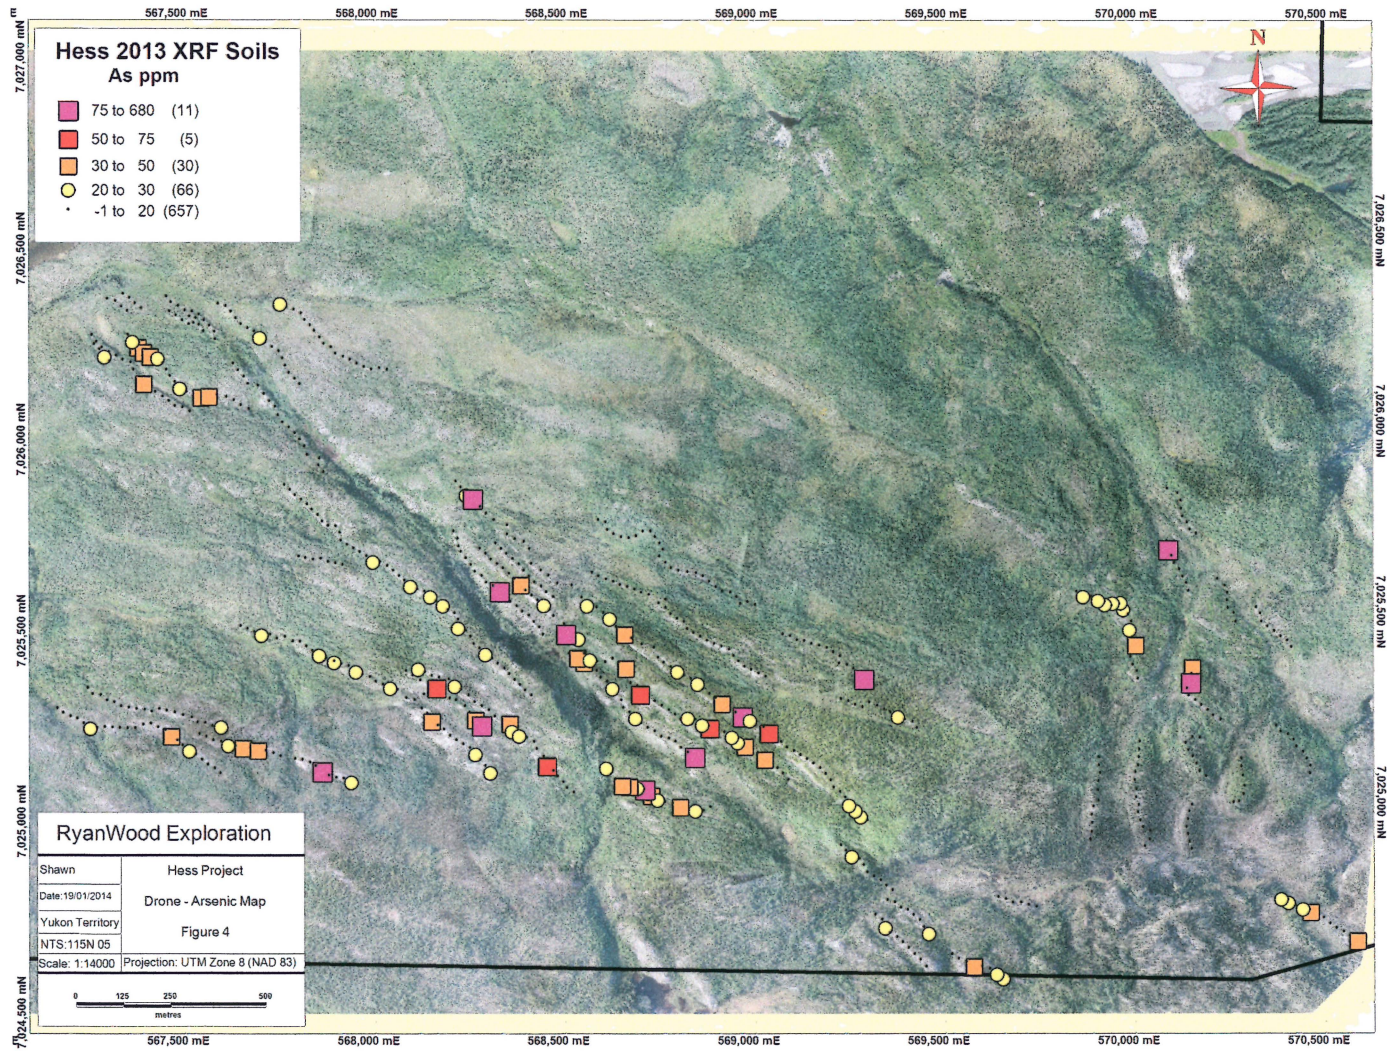 567,500 mE
568,000 mE
568,500 mE
569,000 mE
569,500 mE
570,000 mE
570,500 mE
7,027,000 mN
7,026,500 mN
7,026,000 mN
7,025,500 mN
7,025,000 mN
7,024,500 mN
Hess 2013 XRF Soils
As ppm
75 to 680 (11)
50 to 75 (5)
30 to 50 (30)
20 to 30 (66)
-1 to 20 (657)
N
7,026,500 mN
7,026,000 mN
7,025,500 mN
7,025,000 mN
RyanWood Exploration
Shawn
Date:19/01/2014
Yukon Territory
NTS:115N 05
Scale: 1:14000
Hess Project
Drone - Arsenic Map
Figure 4
Projection: UTM Zone 8 (NAD 83)
0 125 250 500
metres
567,500 mE
568,000 mE
568,500 mE
569,000 mE
569,500 mE
570,000 mE
570,500 mE